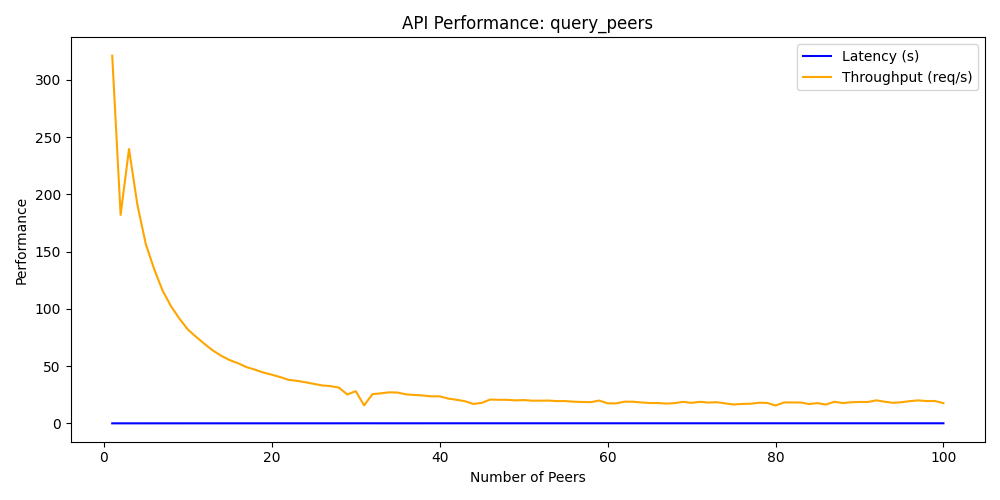 API Performance: query_peers
Latency (s)
Throughput (req/s)
Performance
300
250
200
150
100
50
0
0
20
40
60
80
100
Number of Peers